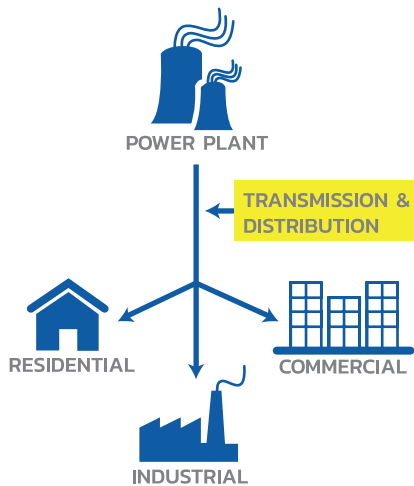 POWER PLANT
TRANSMISSION &
DISTRIBUTION
RESIDENTIAL
COMMERCIAL
INDUSTRIAL